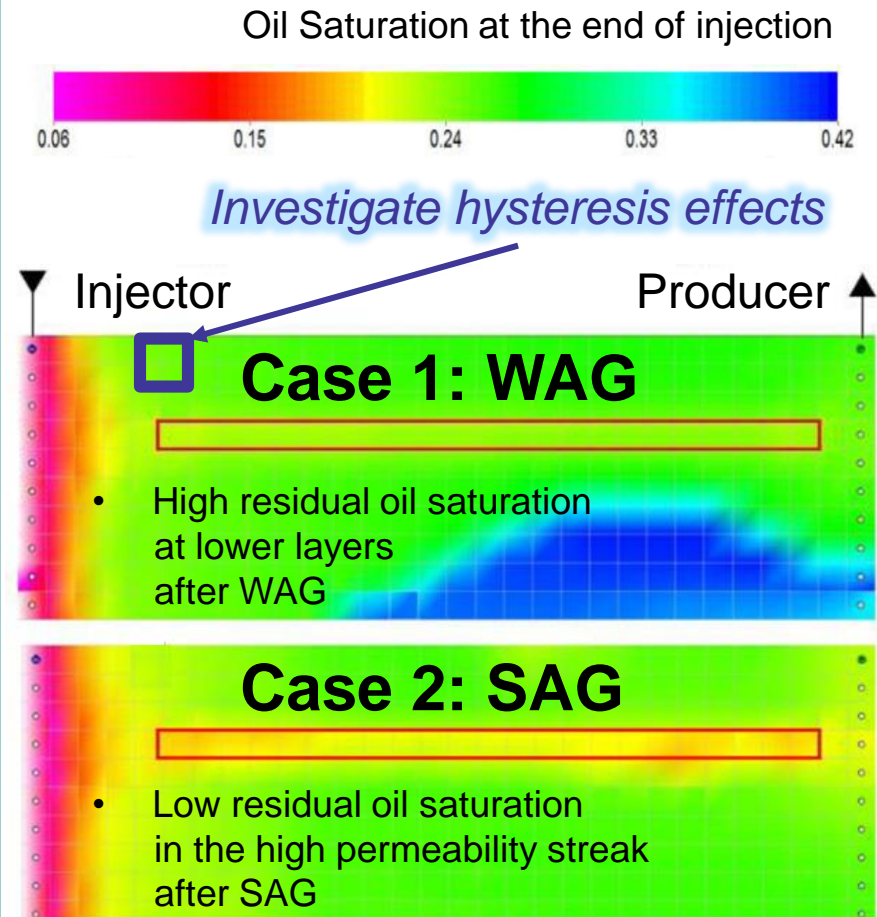 Oil Saturation at the end of injection
0.06 0.15 0.24 0.33 0.42
Investigate hysteresis effects
Injector Producer
Case 1: WAG
• High residual oil saturation
at lower layers
after WAG
Case 2: SAG
• Low residual oil saturation
in the high permeability streak
after SAG